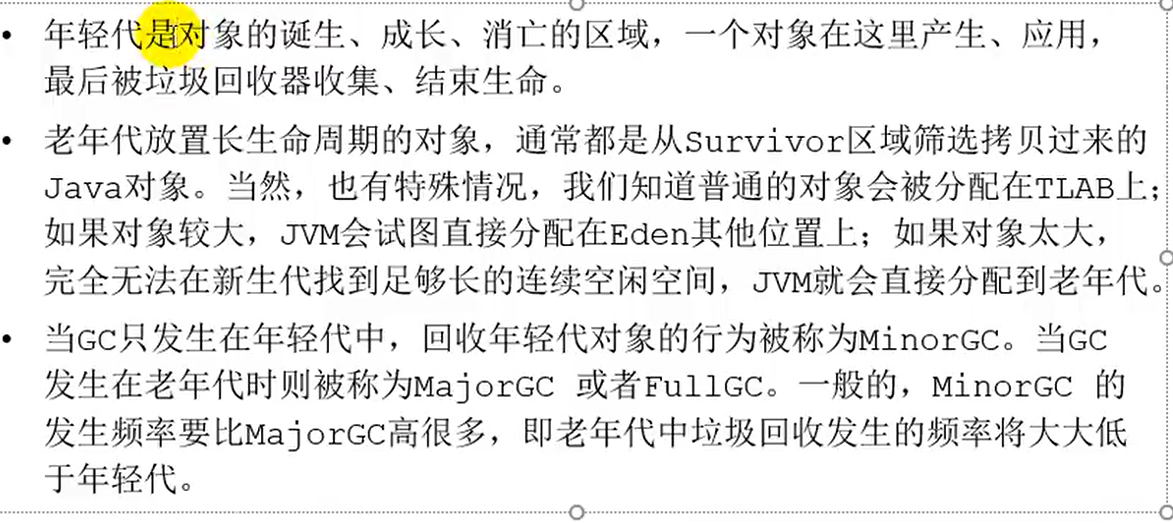 • 年轻代是对象的诞生、成长、消亡的区域，一个对象在这里产生、应用，
最后被垃圾回收器收集、结束生命。
• 老年代放置长生命周期的对象，通常都是从Survivor区域筛选拷贝过来的
Java对象。当然，也有特殊情况，我们知道普通的对象会被分配在TLAB上；
如果对象较大，JVM会试图直接分配在Eden其他位置上；如果对象太大，
完全无法在新生代找到足够长的连续空闲空间，JVM就会直接分配到老年代。
• 当GC只发生在年轻代中，回收年轻代对象的行为被称为MinorGC。当GC
发生在老年代时则被称为MajorGC 或者FullGC。一般的，MinorGC 的
发生频率要比MajorGC高很多，即老年代中垃圾回收发生的频率将大大低
于年轻代。